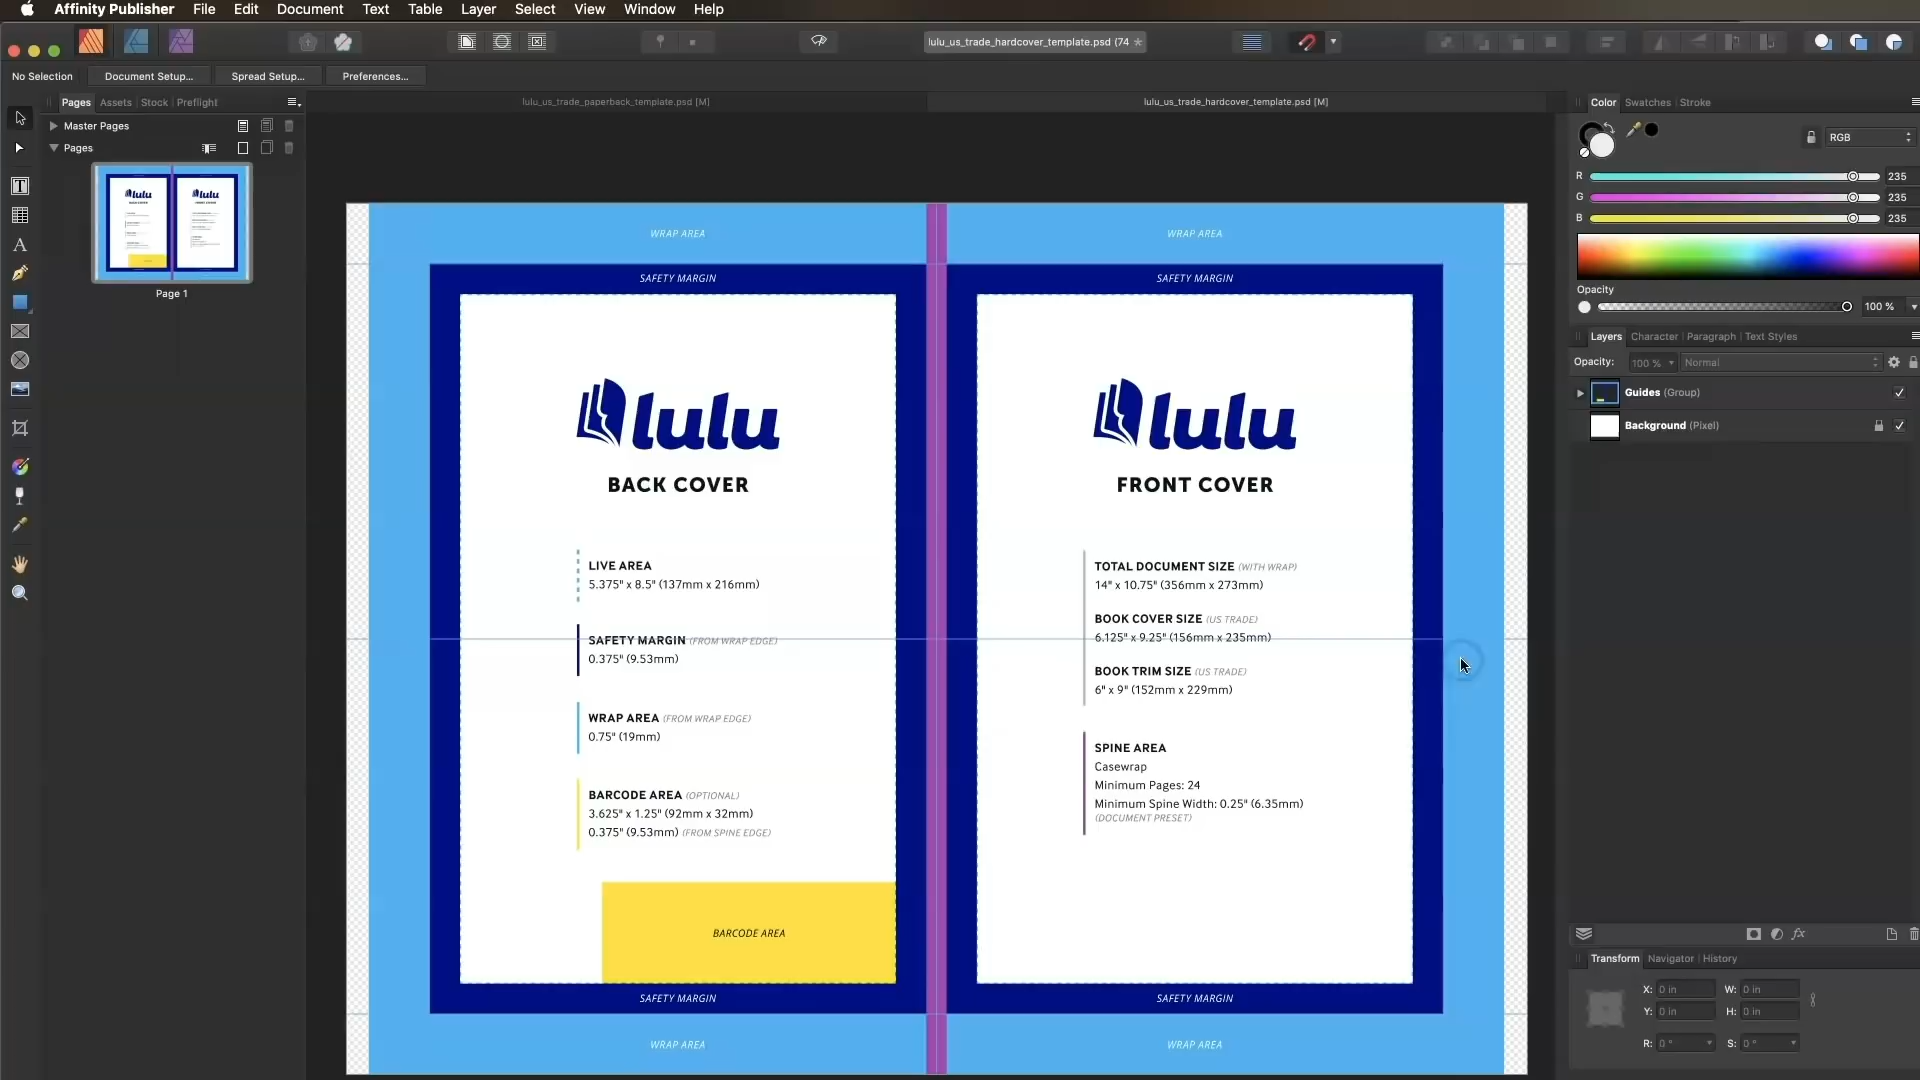 Affinity Publisher File Edit Document Text Table Layer Select View Window Help
lulu_us_trade_hardcover_template.psd (74
No Selection Document Setup... Spread Setup... Preferences...
Pages Assets Stock Preflight
lulu_us_trade_paperback_template.psd [M]
lulu_us_trade_hardcover_template.psd [M]
Master Pages
Pages
Page 1
WRAP AREA
SAFETY MARGIN
lulu
BACK COVER
LIVE AREA
5.375" x 8.5" (137mm x 216mm)
SAFETY MARGIN (FROM WRAP EDGE)
0.375" (9.53mm)
WRAP AREA (FROM WRAP EDGE)
0.75" (19mm)
BARCODE AREA (OPTIONAL)
3.625" x 1.25" (92mm x 32mm)
0.375" (9.53mm) (FROM SPINE EDGE)
BARCODE AREA
SAFETY MARGIN
WRAP AREA
WRAP AREA
SAFETY MARGIN
lulu
FRONT COVER
TOTAL DOCUMENT SIZE (WITH WRAP)
14" x 10.75" (356mm x 273mm)
BOOK COVER SIZE (US TRADE)
6.125" x 9.25" (156mm x 235mm)
BOOK TRIM SIZE (US TRADE)
6" x 9" (152mm x 229mm)
SPINE AREA
Casewrap
Minimum Pages: 24
Minimum Spine Width: 0.25" (6.35mm)
(DOCUMENT PRESET)
SAFETY MARGIN
WRAP AREA
Color Swatches Stroke
RGB
R 235
G 235
B 235
Opacity
100 %
Layers Character Paragraph Text Styles
Opacity: 100 % Normal
Guides (Group)
Background (Pixel)
fx
Transform Navigator History
X: 0 in W: 0 in
Y: 0 in H: 0 in
R: 0 ° S: 0 °